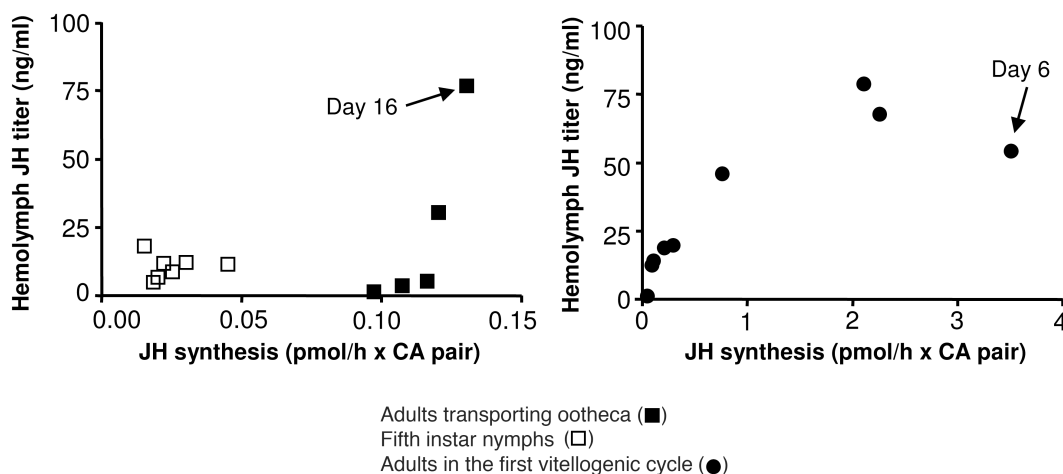 Hemolymph JH titer (ng/ml)
100
75
50
25
0
0.00
0.05
0.10
0.15
Day 16
JH synthesis (pmol/h x CA pair)
Hemolymph JH titer (ng/ml)
100
75
50
25
0
0
1
2
3
4
Day 6
JH synthesis (pmol/h x CA pair)
Adults transporting ootheca (■)
Fifth instar nymphs (□)
Adults in the first vitellogenic cycle (●)